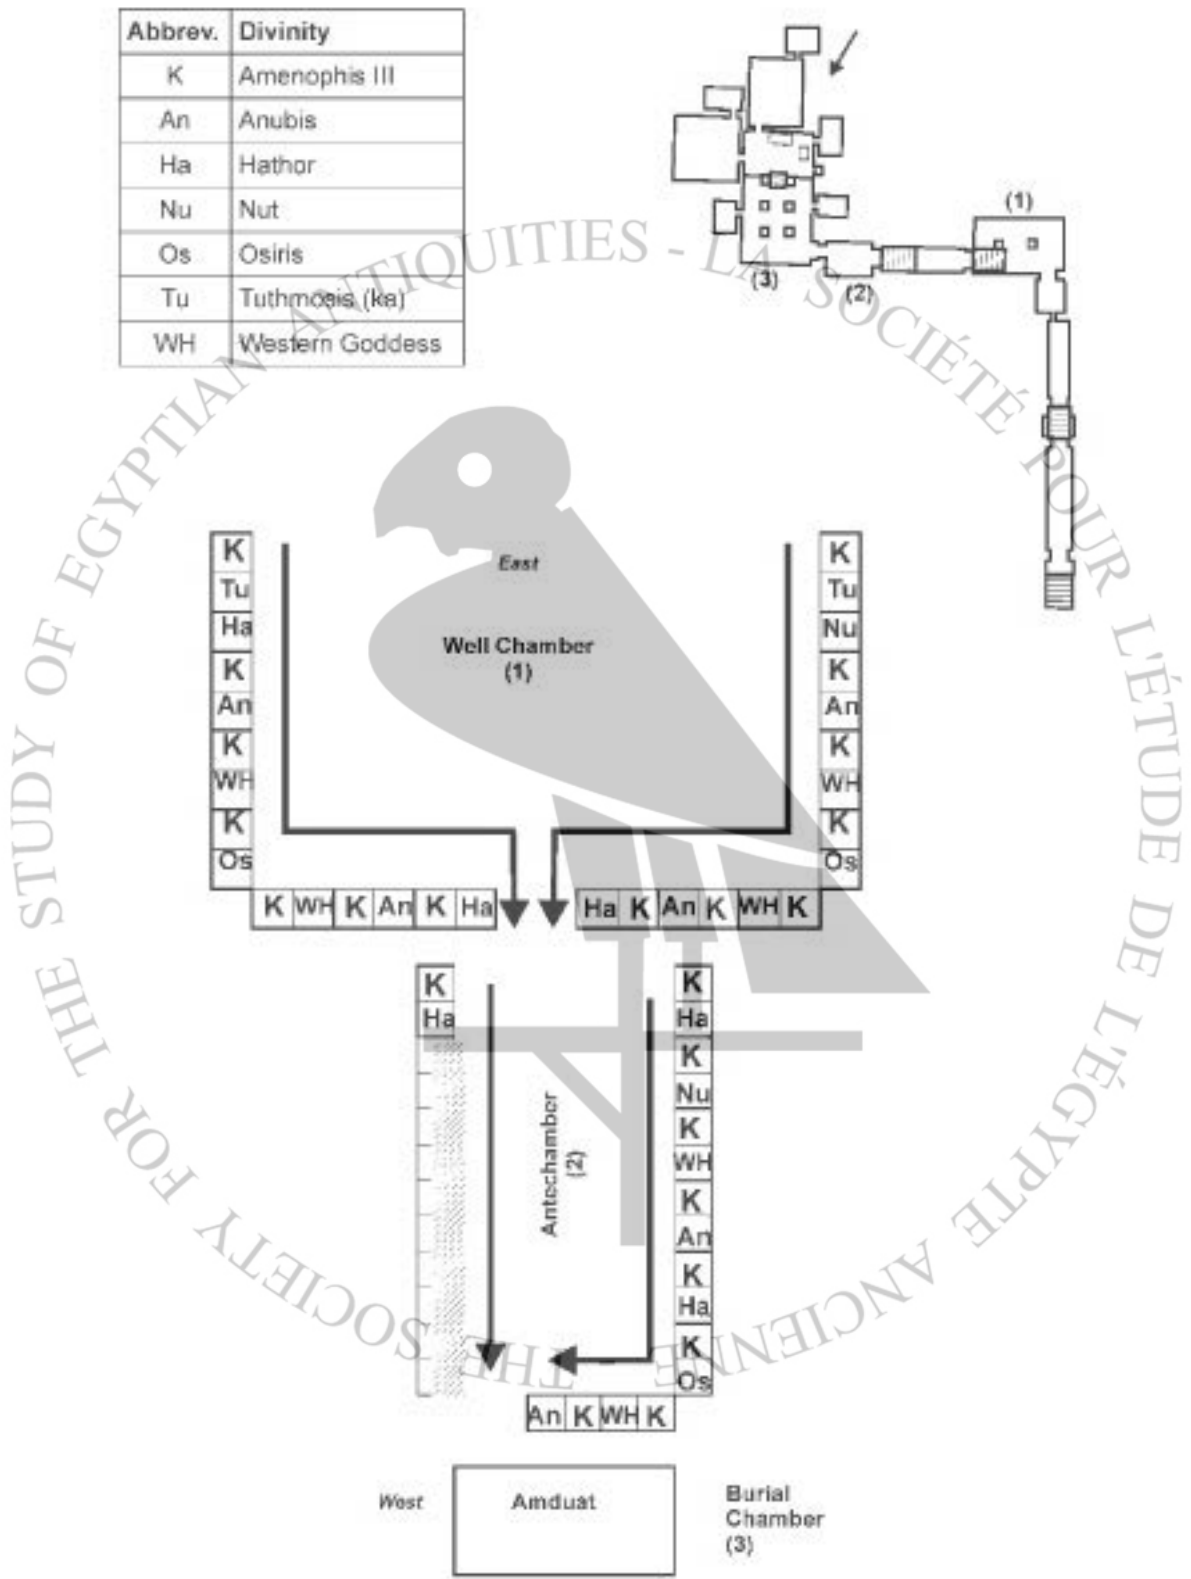 Abbrev. Divinity
K Amenophis III
An Anubis
Ha Hathor
Nu Nut
Os Osiris
Tu Tuthmosis (ka)
WH Western Goddess
(1)
(3)
(2)
THE SOCIETY FOR THE STUDY OF EGYPTIAN ANTIQUITIES - LA SOCIÉTÉ POUR L'ÉTUDE DE L'ÉGYPTE ANCIENNE
East
Well Chamber
(1)
K
Tu
Ha
K
An
K
WH
K
Os
K
Tu
Nu
K
An
K
WH
K
Os
K WH K An K Ha
Ha K An K WH K
K
Ha
Antechamber
(2)
K
Ha
K
Nu
K
WH
K
An
K
Ha
K
Os
An K WH K
West
Amduat
Burial
Chamber
(3)